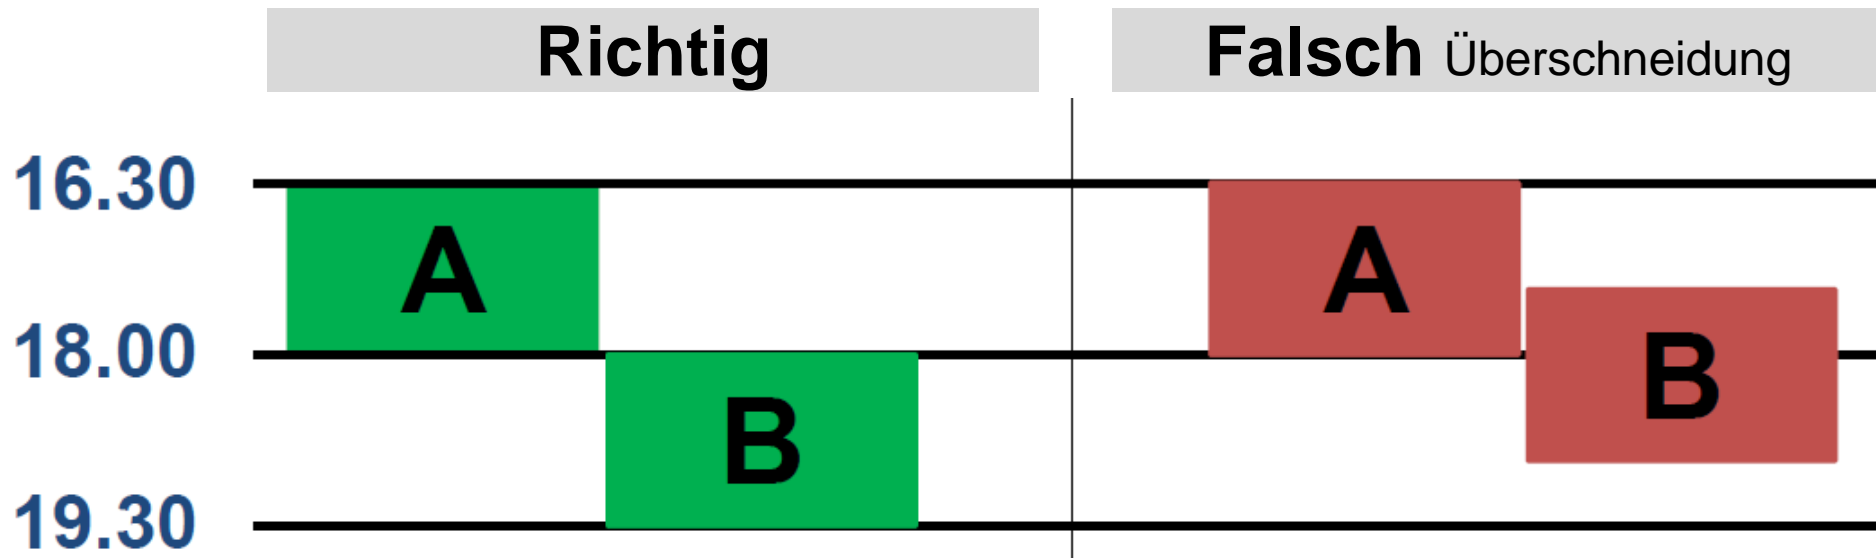 Richtig
Falsch Überschneidung
16.30
A
A
18.00
B
B
19.30